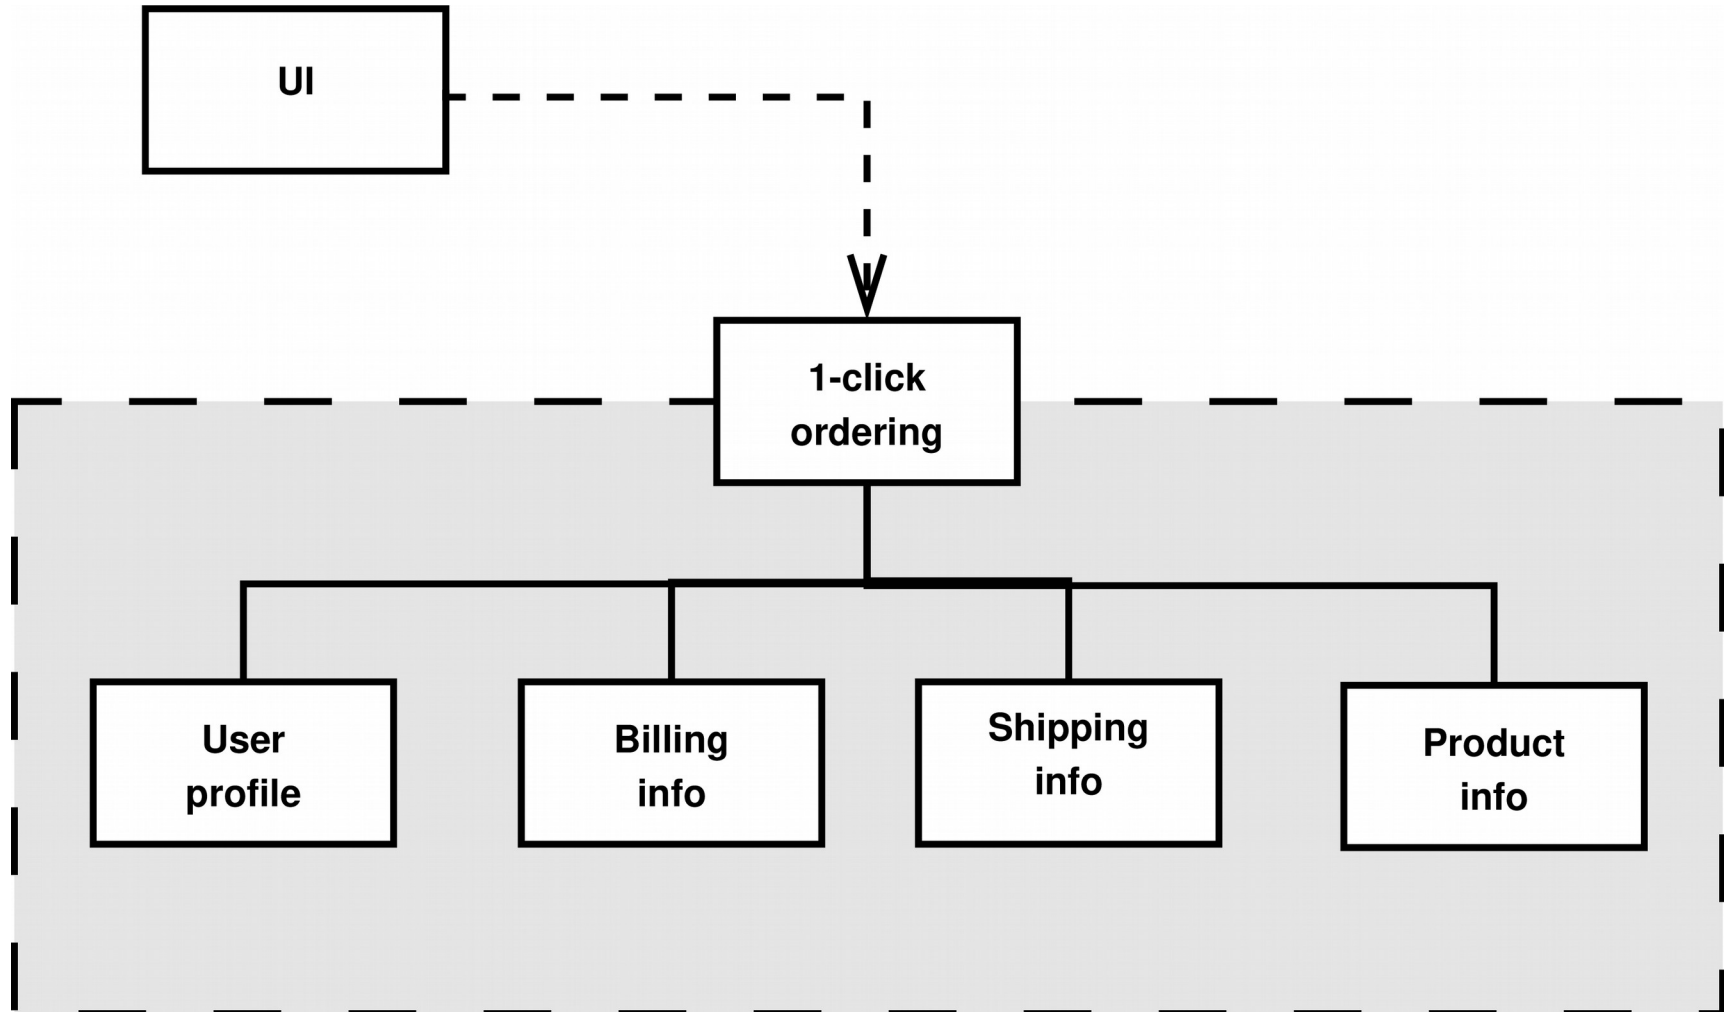 UI
1-click
ordering
User
profile
Billing
info
Shipping
info
Product
info